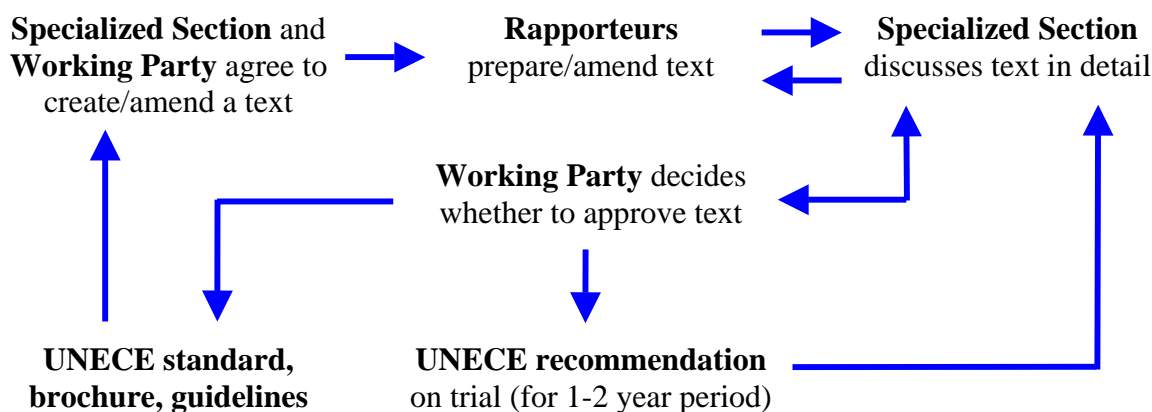 Specialized Section and
Working Party agree to
create/amend a text
Rapporteurs
prepare/amend text
Specialized Section
discusses text in detail
Working Party decides
whether to approve text
UNECE standard,
brochure, guidelines
UNECE recommendation
on trial (for 1-2 year period)